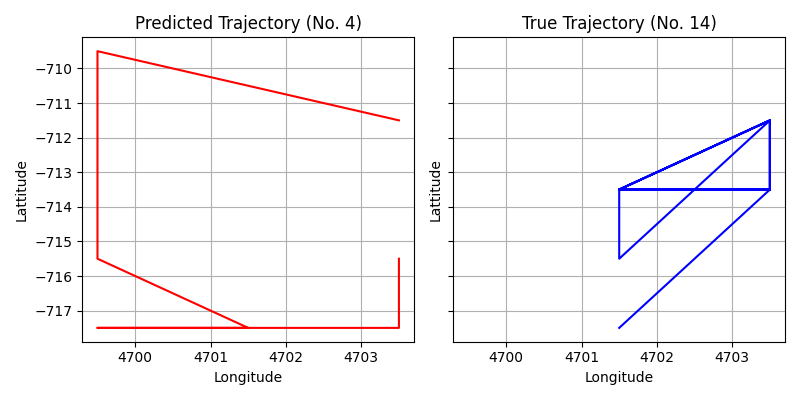 Predicted Trajectory (No. 4)
−710
−711
−712
−713
−714
−715
−716
−717
Lattitude
4700
4701
4702
4703
Longitude
True Trajectory (No. 14)
Lattitude
4700
4701
4702
4703
Longitude